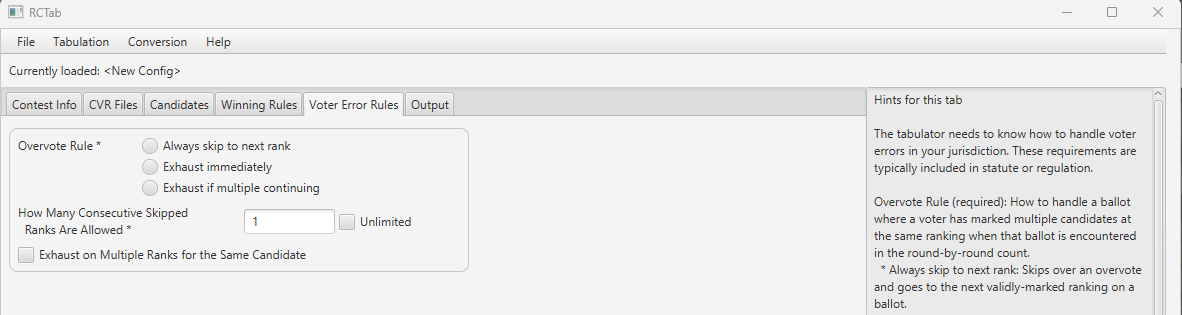 RCTab
File Tabulation Conversion Help
Currently loaded: <New Config>
Contest Info CVR Files Candidates Winning Rules Voter Error Rules Output
Overvote Rule *
Always skip to next rank
Exhaust immediately
Exhaust if multiple continuing
How Many Consecutive Skipped
Ranks Are Allowed *
1
Unlimited
Exhaust on Multiple Ranks for the Same Candidate
Hints for this tab
The tabulator needs to know how to handle voter
errors in your jurisdiction. These requirements are
typically included in statute or regulation.
Overvote Rule (required): How to handle a ballot
where a voter has marked multiple candidates at
the same ranking when that ballot is encountered
in the round-by-round count.
* Always skip to next rank: Skips over an overvote
and goes to the next validly-marked ranking on a
ballot.